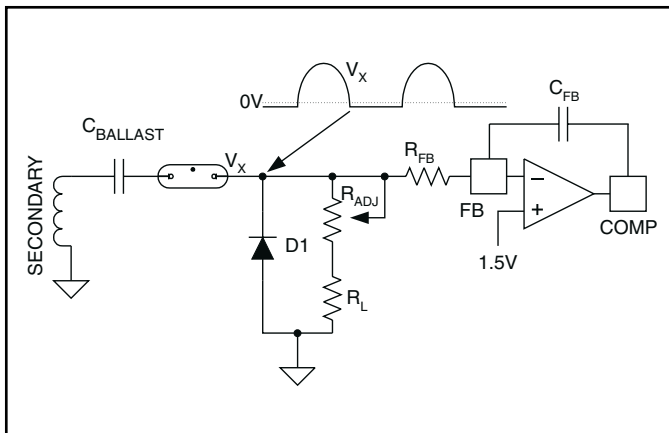 V_X
0V
C_FB
C_BALLAST
V_X
R_FB
R_ADJ
SECONDARY
FB
−
+
COMP
D1
1.5V
R_L